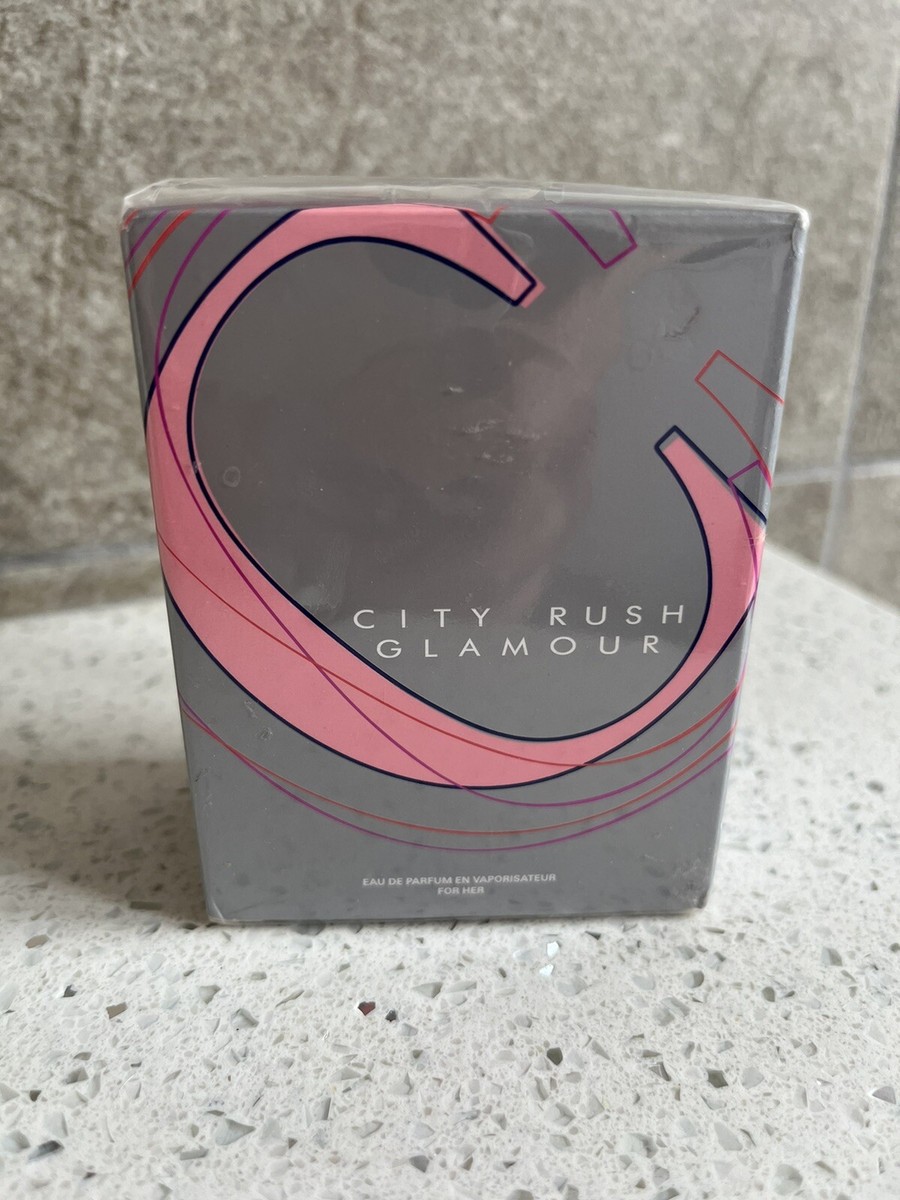 CITY RUSH
GLAMOUR
EAU DE PARFUM EN VAPORISATEUR
FOR HER